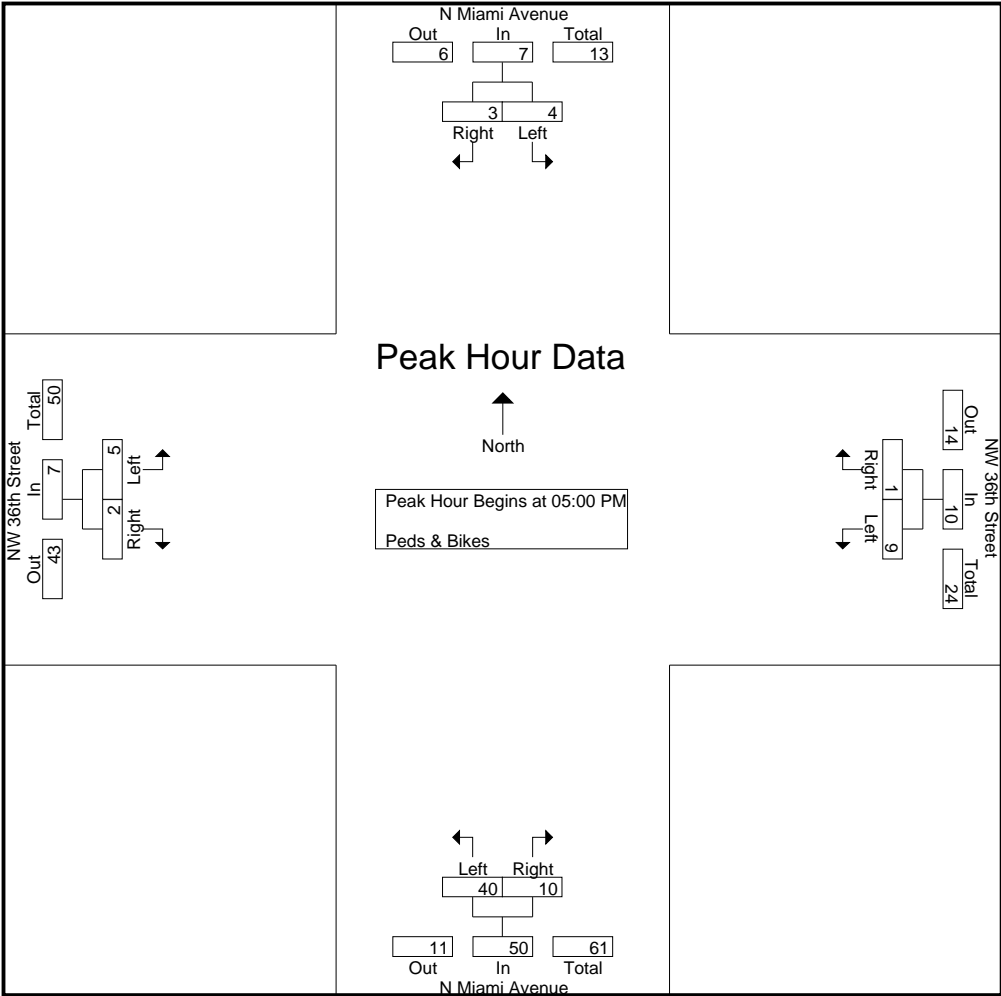 N Miami Avenue
Out In Total
6 7 13
3 4
Right Left
Peak Hour Data
North
Peak Hour Begins at 05:00 PM
Peds & Bikes
NW 36th Street
Total In Out
50 7 43
5 2
Left Right
NW 36th Street
Out In Total
14 10 24
1 9
Right Left
Left Right
40 10
11 50 61
Out In Total
N Miami Avenue